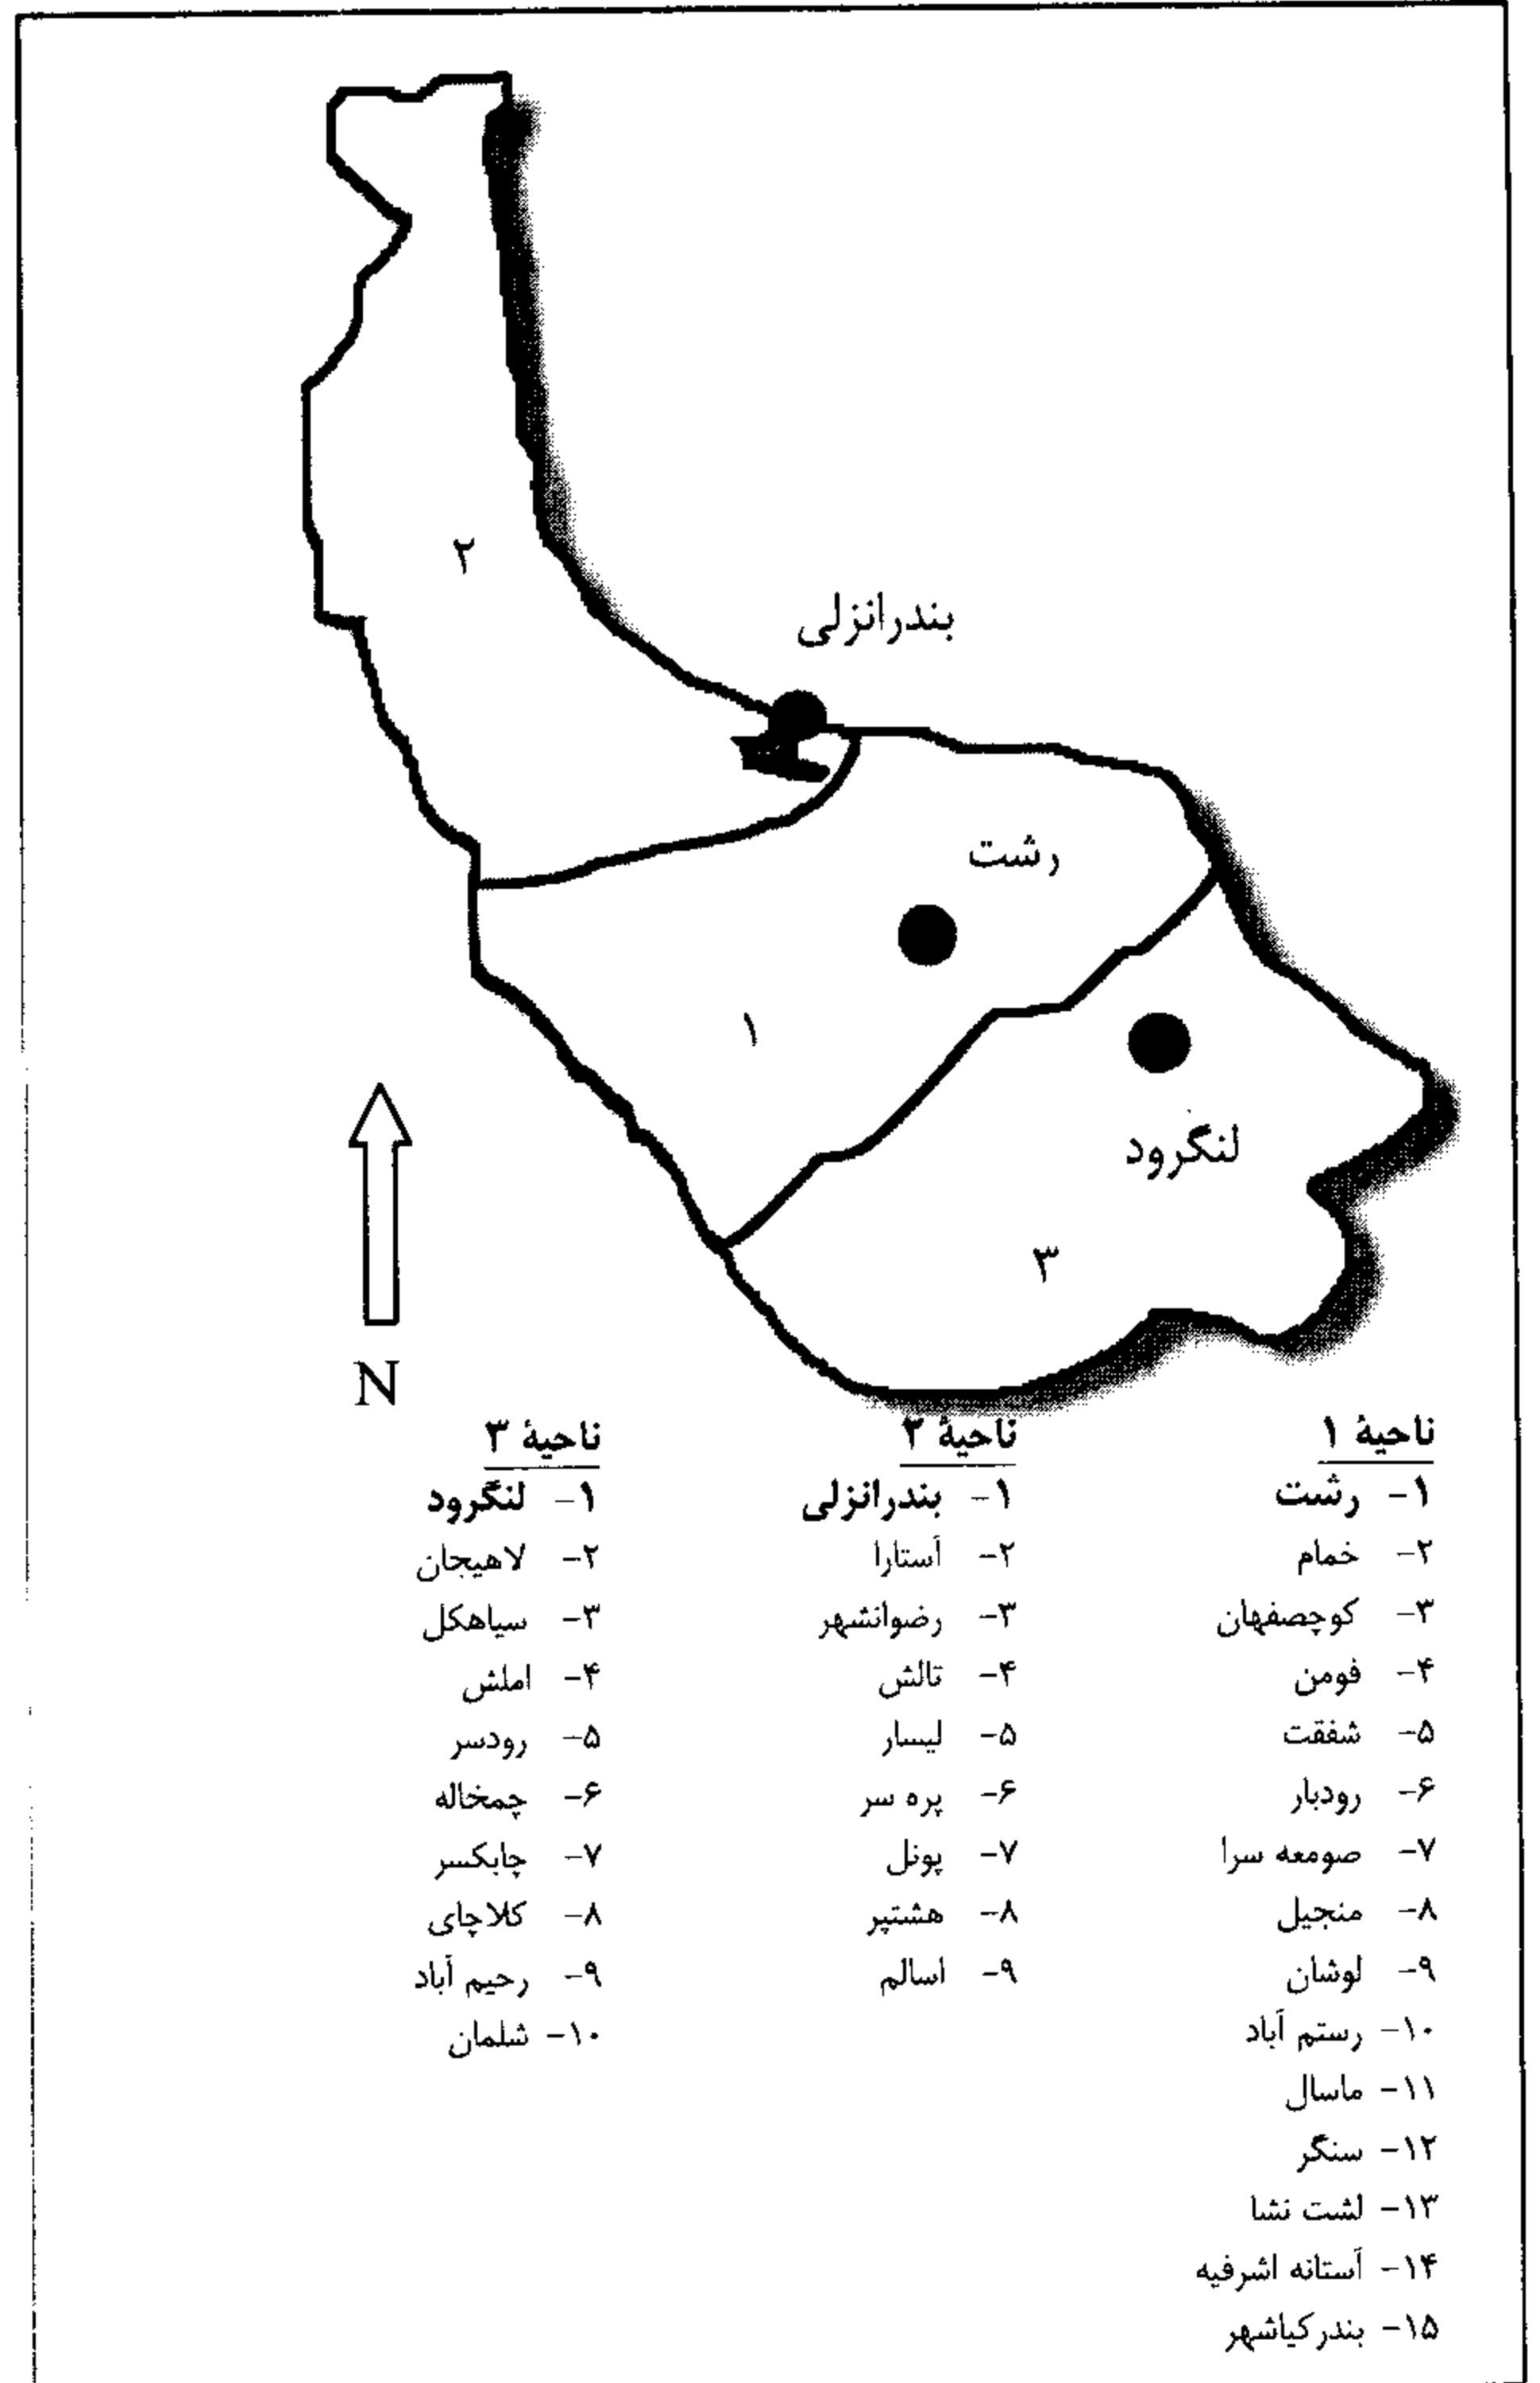 ۲
بندرانزلی
رشت
۱
لنگرود
۳
N
ناحیهٔ ۱
۱- رشت
۲- خمام
۳- کوچصفهان
۴- فومن
۵- شفقت
۶- رودبار
۷- صومعه سرا
۸- منجیل
۹- لوشان
۱۰- رستم آباد
۱۱- ماسال
۱۲- سنگر
۱۳- لشت نشا
۱۴- آستانه اشرفیه
۱۵- بندرکیاشهر
ناحیهٔ ۲
۱- بندرانزلی
۲- آستارا
۳- رضوانشهر
۴- تالش
۵- لیسار
۶- پره سر
۷- پونل
۸- هشتپر
۹- اسالم
ناحیهٔ ۳
۱- لنگرود
۲- لاهیجان
۳- سیاهکل
۴- املش
۵- رودسر
۶- چمخاله
۷- چابکسر
۸- کلاچای
۹- رحیم آباد
۱۰- شلمان